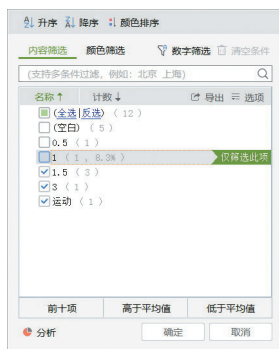 升序 降序 颜色排序
内容筛选 颜色筛选 数字筛选 清空条件
(支持多条件过滤, 例如: 北京 上海)
名称↑ 计数↓ 导出 选项
(全选|反选) ( 12 )
(空白) ( 5 )
0.5 ( 1 )
1 ( 1 , 8.3% ) 仅筛选此项
1.5 ( 3 )
3 ( 1 )
运动 ( 1 )
前十项 高于平均值 低于平均值
分析 确定 取消